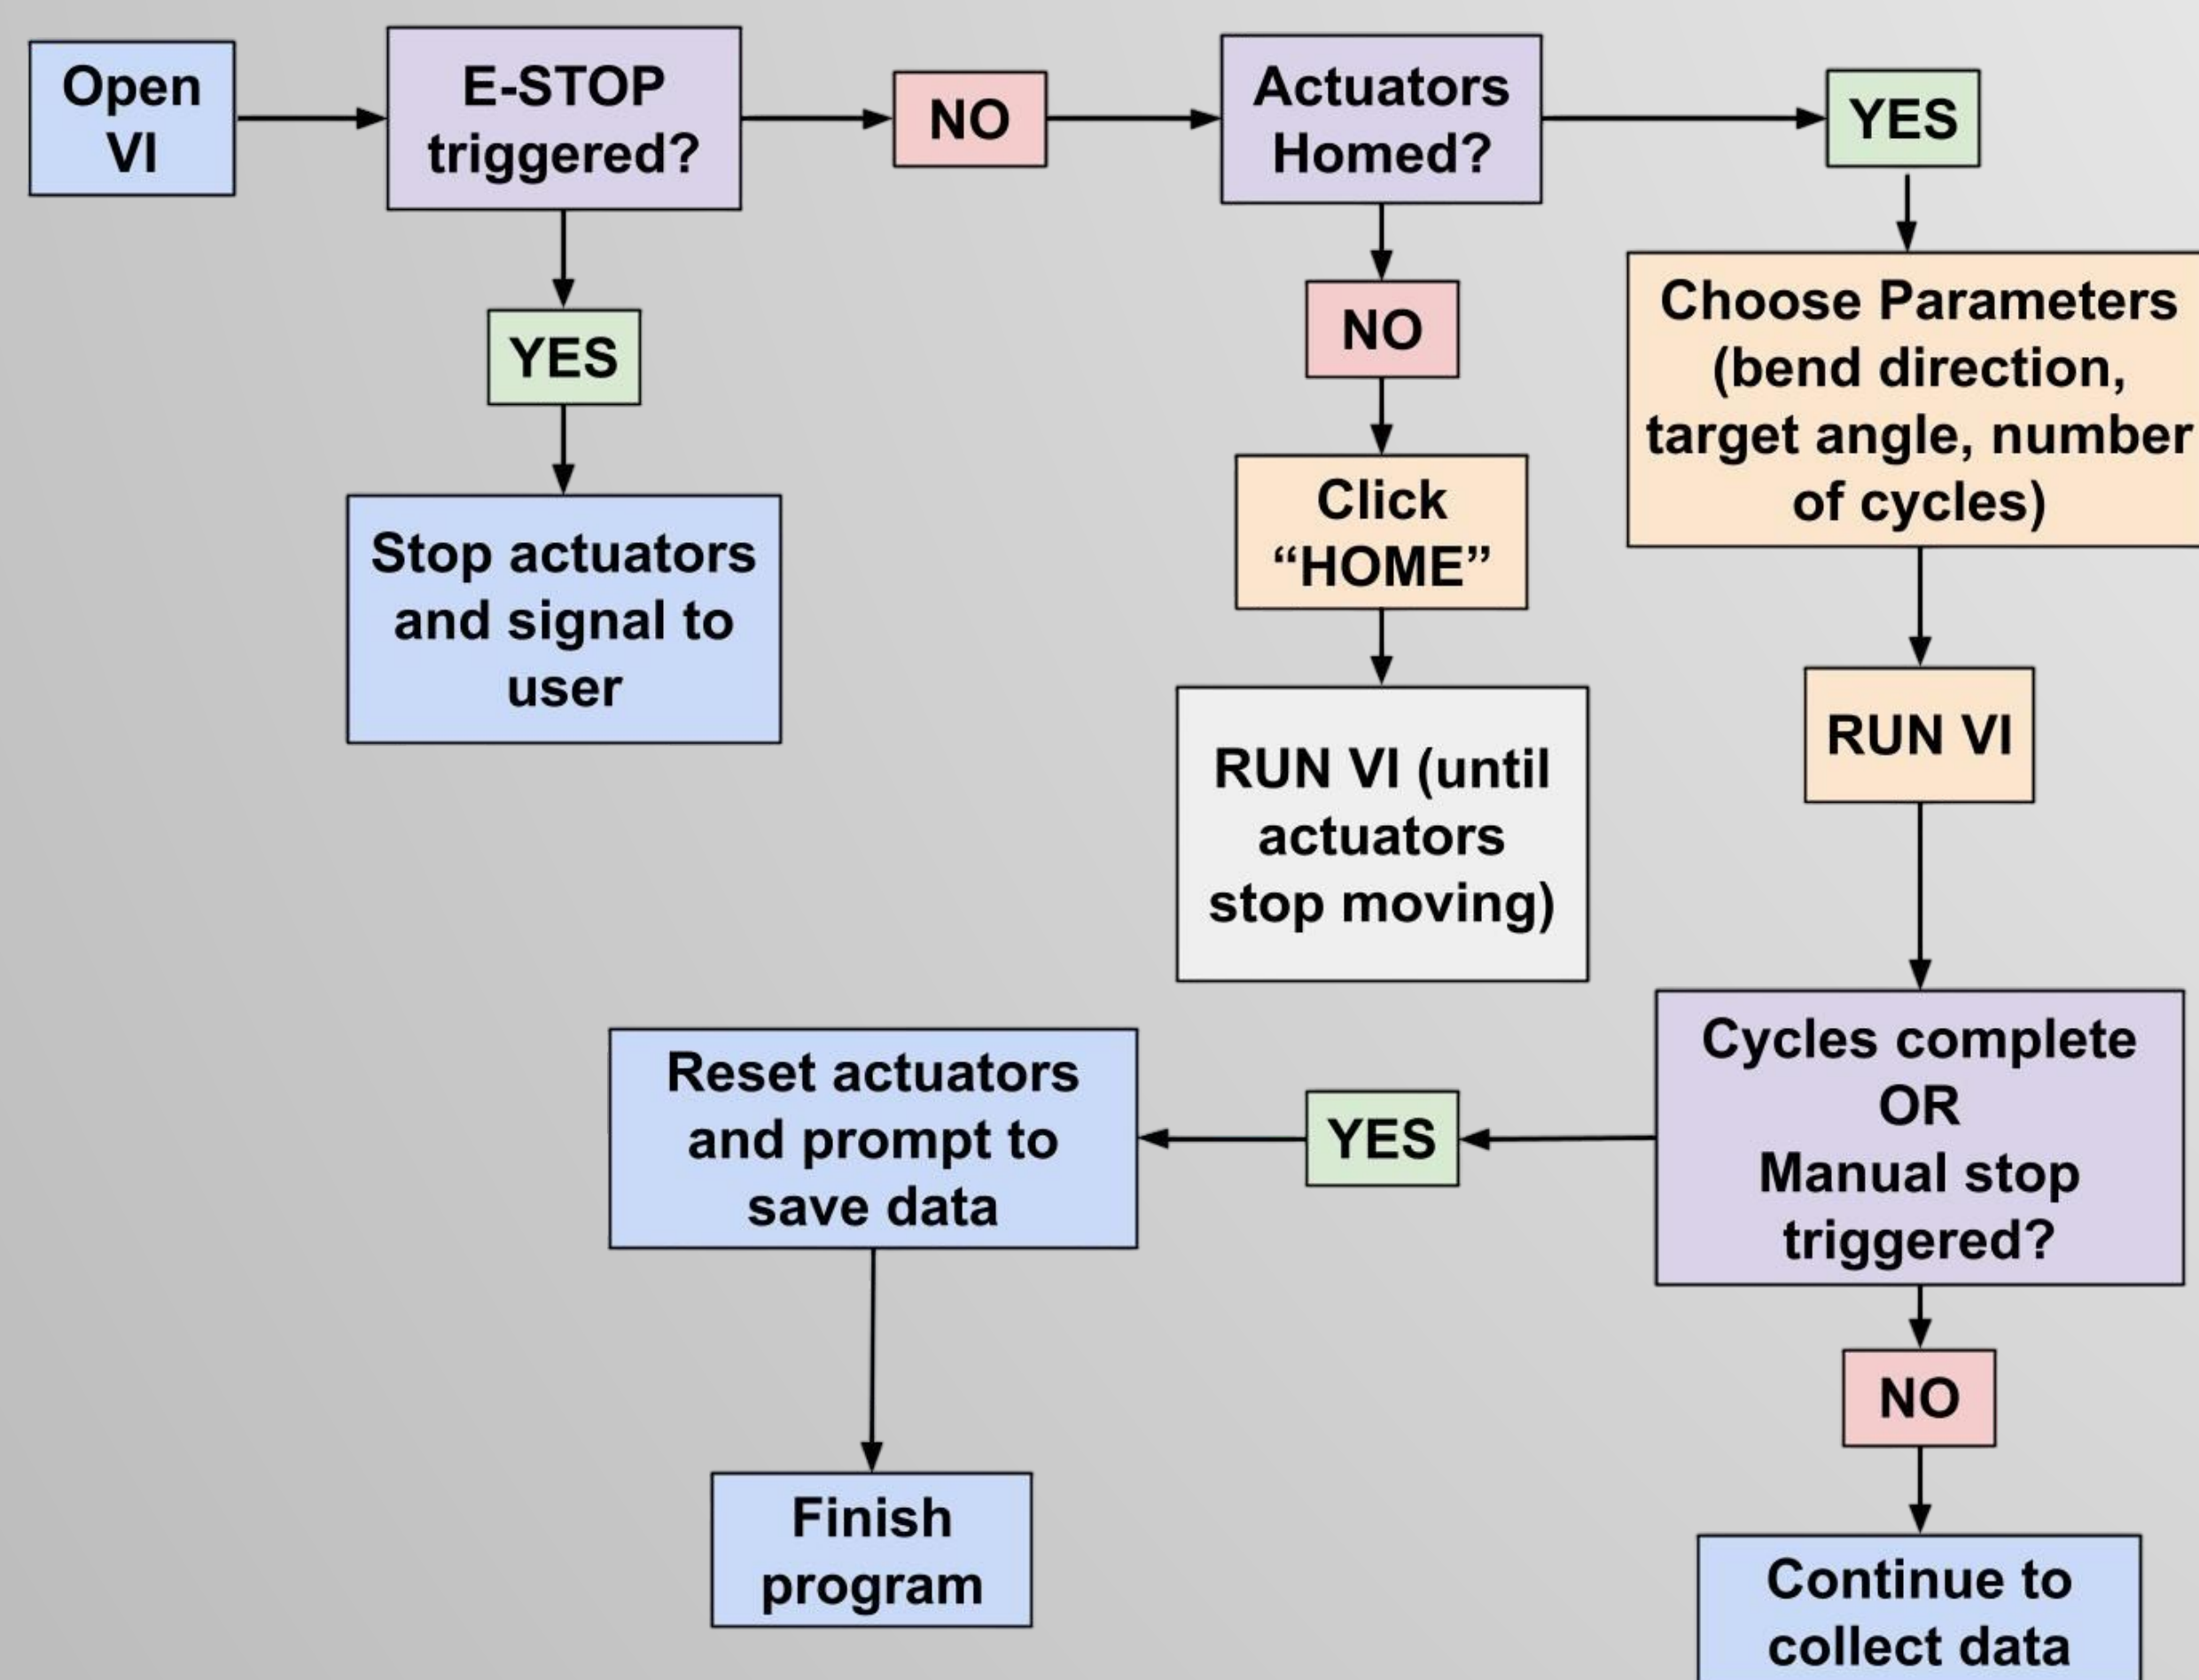 Open
VI
E-STOP
triggered?
NO
Actuators
Homed?
YES
YES
Stop actuators
and signal to
user
NO
Click
“HOME”
RUN VI (until
actuators
stop moving)
Choose Parameters
(bend direction,
target angle, number
of cycles)
RUN VI
Cycles complete
OR
Manual stop
triggered?
YES
Reset actuators
and prompt to
save data
Finish
program
NO
Continue to
collect data